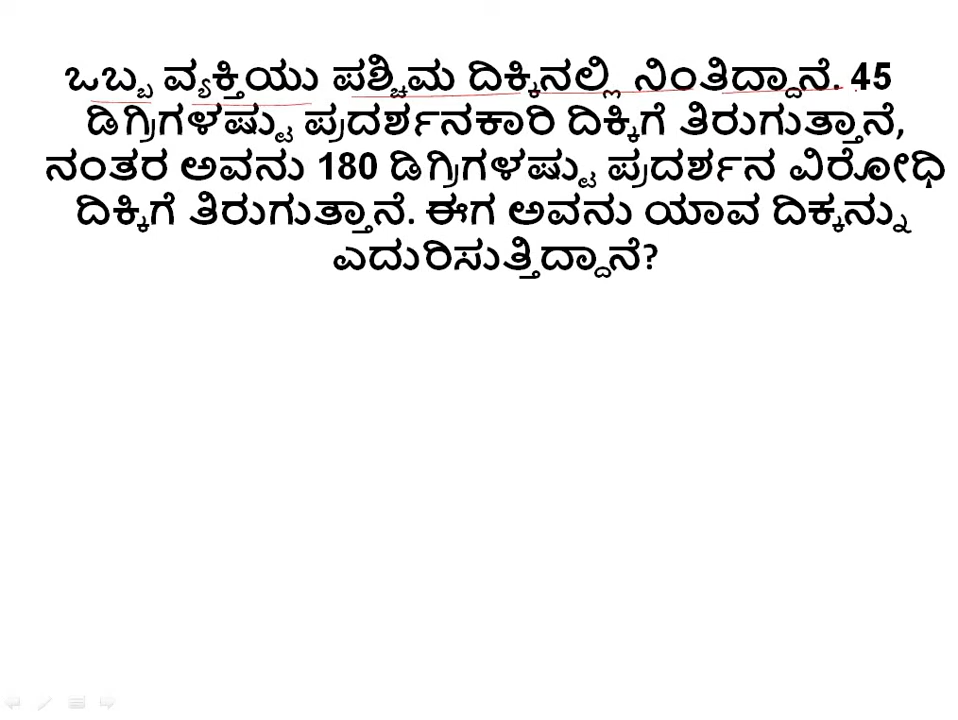 ಒಬ್ಬ ವ್ಯಕ್ತಿಯು ಪಶ್ಚಿಮ ದಿಕ್ಕಿನಲ್ಲಿ ನಿಂತಿದ್ದಾನೆ. 45
ಡಿಗ್ರಿಗಳಷ್ಟು ಪ್ರದರ್ಶನಕಾರಿ ದಿಕ್ಕಿಗೆ ತಿರುಗುತ್ತಾನೆ,
ನಂತರ ಅವನು 180 ಡಿಗ್ರಿಗಳಷ್ಟು ಪ್ರದರ್ಶನ ವಿರೋಧಿ
ದಿಕ್ಕಿಗೆ ತಿರುಗುತ್ತಾನೆ. ಈಗ ಅವನು ಯಾವ ದಿಕ್ಕನ್ನು
ಎದುರಿಸುತ್ತಿದ್ದಾನೆ?